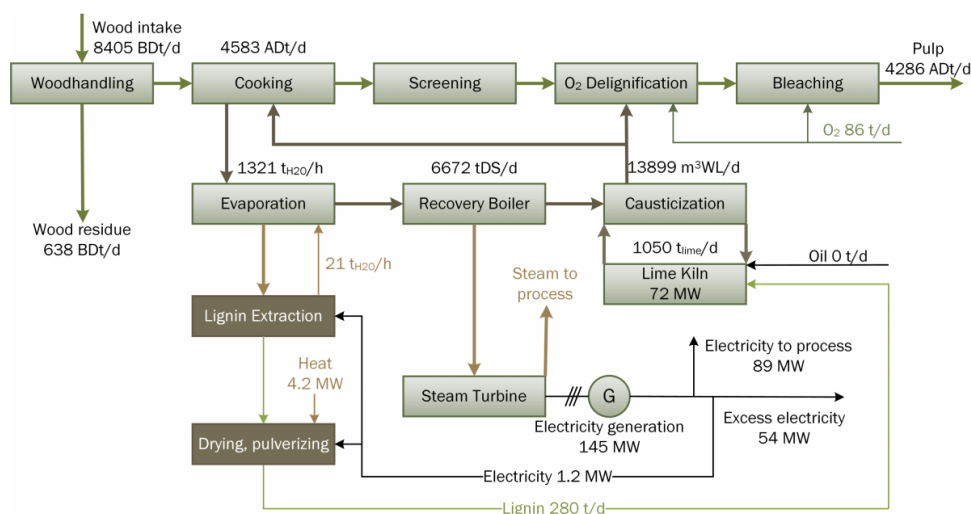 Wood intake
8405 BDt/d
4583 ADt/d
Pulp
4286 ADt/d
Woodhandling
Cooking
Screening
O₂ Delignification
Bleaching
O₂ 86 t/d
1321 tH2O/h
6672 tDS/d
13899 m³WL/d
Evaporation
Recovery Boiler
Causticization
Wood residue
638 BDt/d
21 tH2O/h
1050 tlime/d
Oil 0 t/d
Steam to
process
Lime Kiln
72 MW
Lignin Extraction
Heat
4.2 MW
Electricity to process
89 MW
Steam Turbine
G
Electricity generation
145 MW
Excess electricity
54 MW
Drying, pulverizing
Electricity 1.2 MW
Lignin 280 t/d